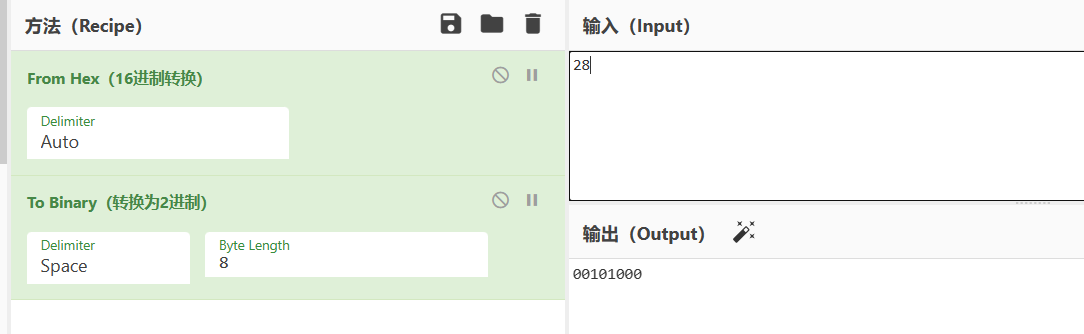 方法（Recipe）
From Hex（16进制转换）
Delimiter
Auto
To Binary（转换为2进制）
Delimiter
Space
Byte Length
8
输入（Input）
28
输出（Output）
00101000